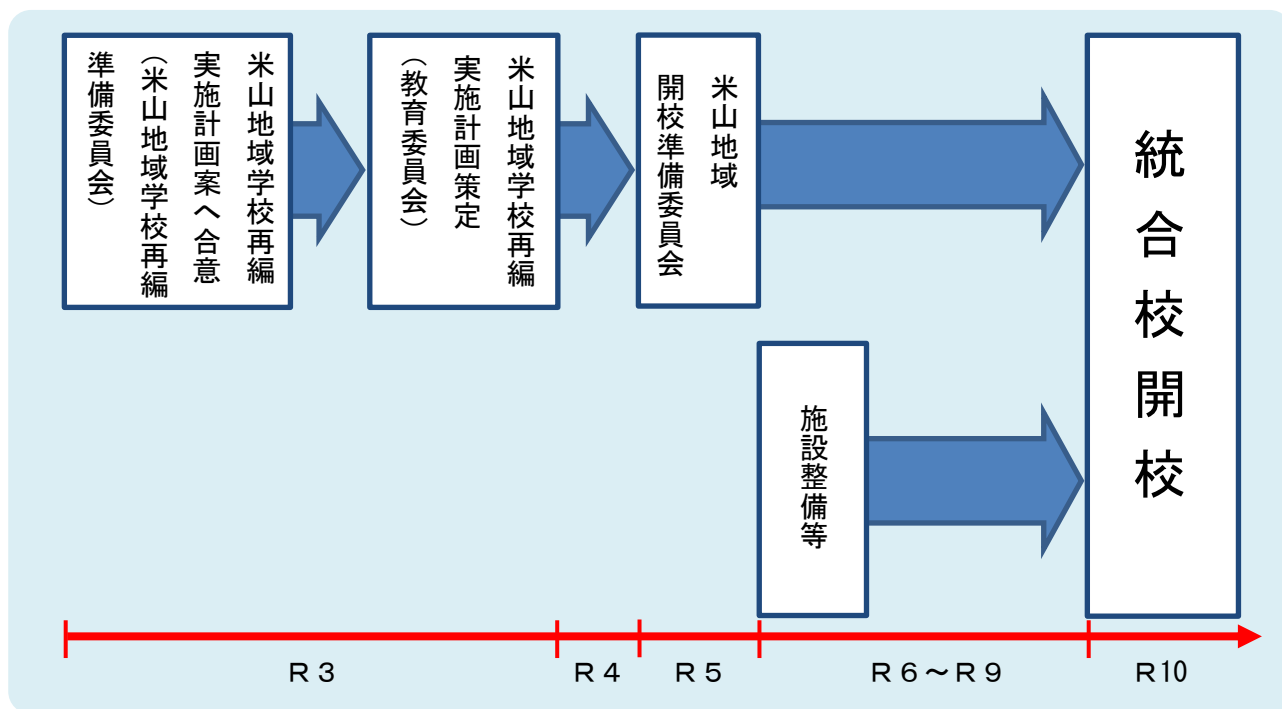 米山地域学校再編
実施計画案へ合意
（米山地域学校再編
準備委員会）
米山地域学校再編
実施計画策定
（教育委員会）
米山地域
開校準備委員会
施設整備等
統合校開校
Ｒ３
Ｒ４
Ｒ５
Ｒ６～Ｒ９
Ｒ10